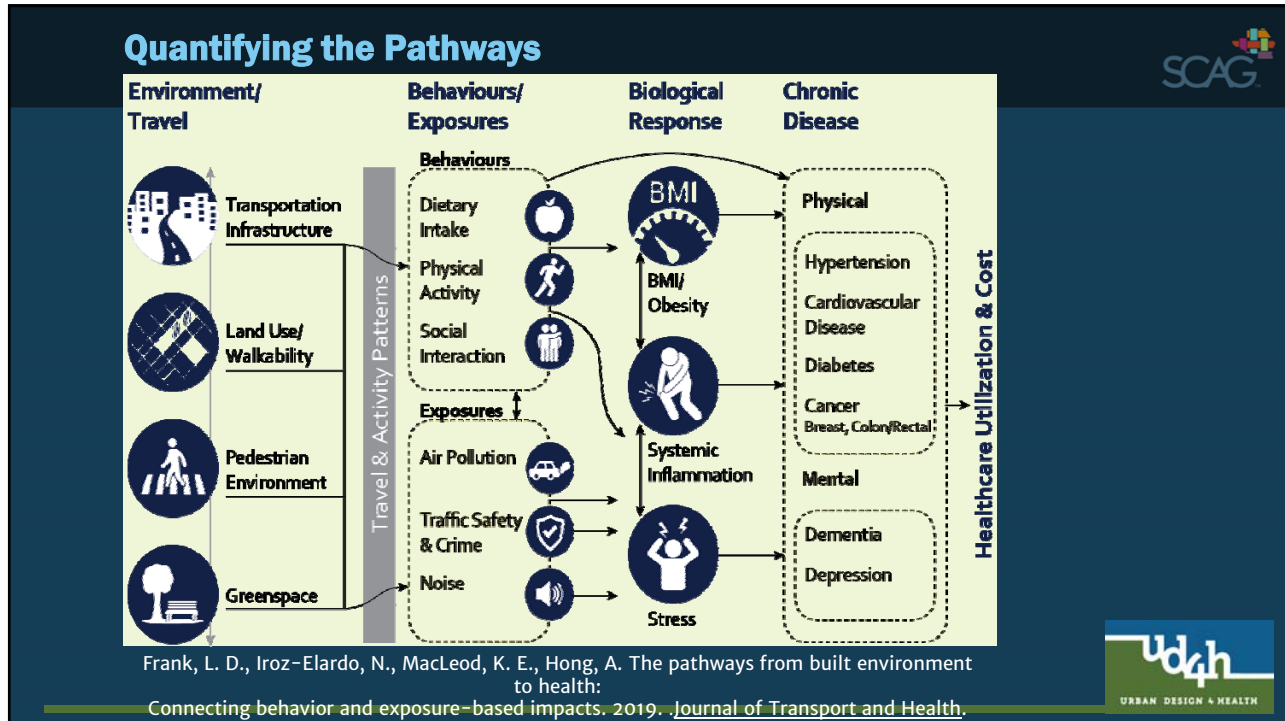 Quantifying the Pathways
SCAG
Environment/
Travel
Behaviours/
Exposures
Biological
Response
Chronic
Disease
Transportation
Infrastructure
Land Use/
Walkability
Pedestrian
Environment
Greenspace
Travel & Activity Patterns
Behaviours
Dietary
Intake
Physical
Activity
Social
Interaction
Exposures
Air Pollution
Traffic Safety
& Crime
Noise
BMI
BMI/
Obesity
Systemic
Inflammation
Stress
Physical
Hypertension
Cardiovascular
Disease
Diabetes
Cancer
Breast, Colon/Rectal
Mental
Dementia
Depression
Healthcare Utilization & Cost
Frank, L. D., Iroz-Elardo, N., MacLeod, K. E., Hong, A. The pathways from built environment
to health:
Connecting behavior and exposure-based impacts. 2019. .Journal of Transport and Health.
ud4h
URBAN DESIGN 4 HEALTH